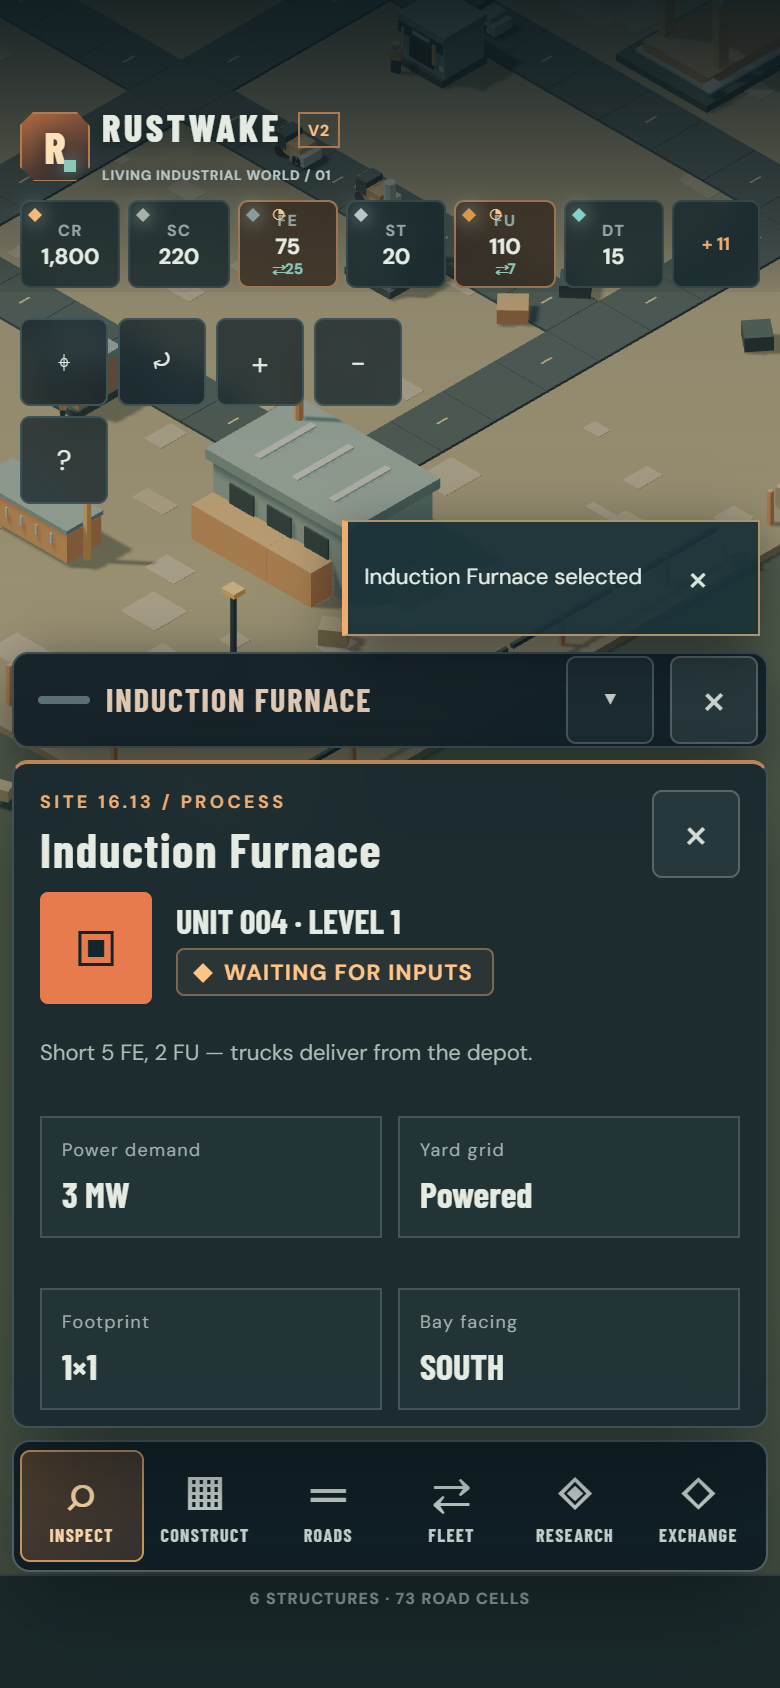 R
RUSTWAKE V2
LIVING INDUSTRIAL WORLD / 01
CR
1,800
SC
220
FE
75
⇄25
ST
20
FU
110
⇄7
DT
15
+ 11
+
−
?
Induction Furnace selected ×
INDUCTION FURNACE ▼ ×
SITE 16.13 / PROCESS
Induction Furnace ×
UNIT 004 · LEVEL 1
◆ WAITING FOR INPUTS
Short 5 FE, 2 FU — trucks deliver from the depot.
Power demand
3 MW
Yard grid
Powered
Footprint
1×1
Bay facing
SOUTH
INSPECT
CONSTRUCT
ROADS
FLEET
RESEARCH
EXCHANGE
6 STRUCTURES · 73 ROAD CELLS